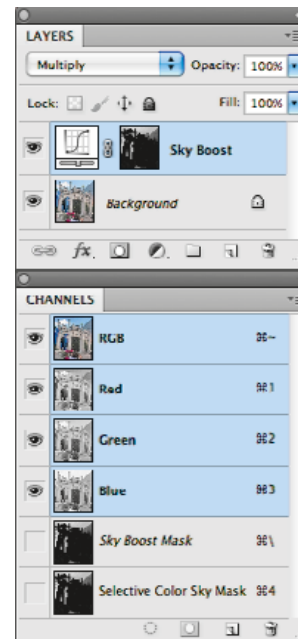 LAYERS
Multiply Opacity: 100%
Lock: Fill: 100%
Sky Boost
Background
fx.
CHANNELS
RGB ⌘~
Red ⌘1
Green ⌘2
Blue ⌘3
Sky Boost Mask ⌘\
Selective Color Sky Mask ⌘4